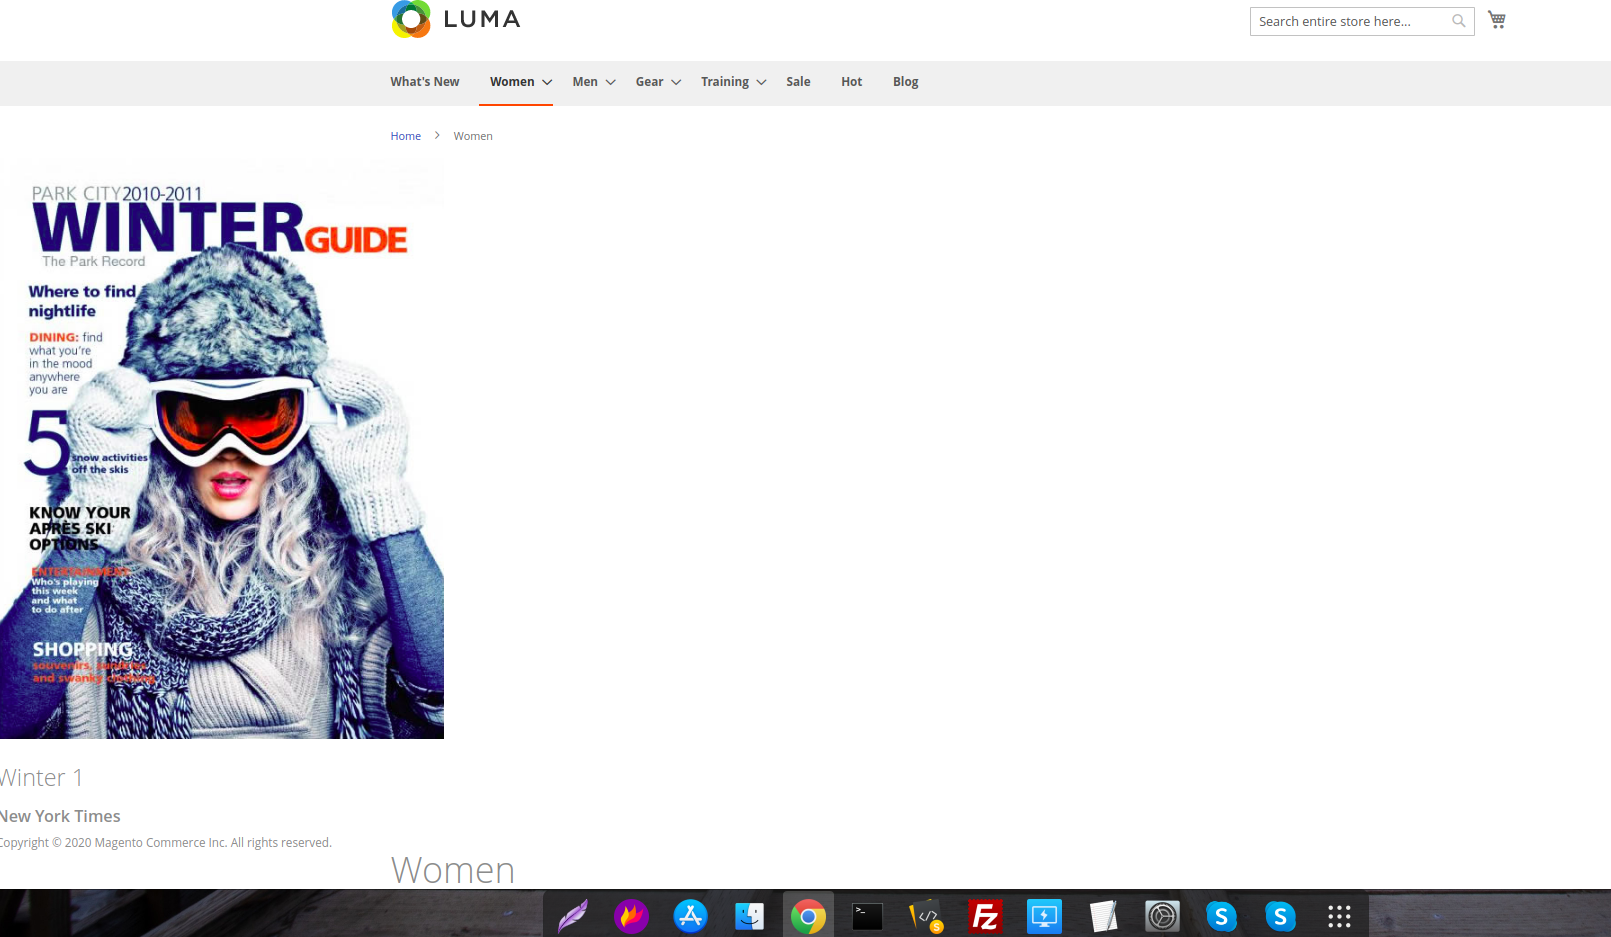 LUMA
Search entire store here...
What's New Women Men Gear Training Sale Hot Blog
Home > Women
PARK CITY 2010-2011
WINTER GUIDE
The Park Record
Where to find
nightlife
DINING: find
what you're
in the mood
anywhere
you are
5 snow activities
off the skis
KNOW YOUR
APRÈS SKI
OPTIONS
ENTERTAINMENT
Who's playing
this week
and what
to do after
SHOPPING
souvenirs,
and swanky clothing
Winter 1
New York Times
Copyright © 2020 Magento Commerce Inc. All rights reserved.
Women